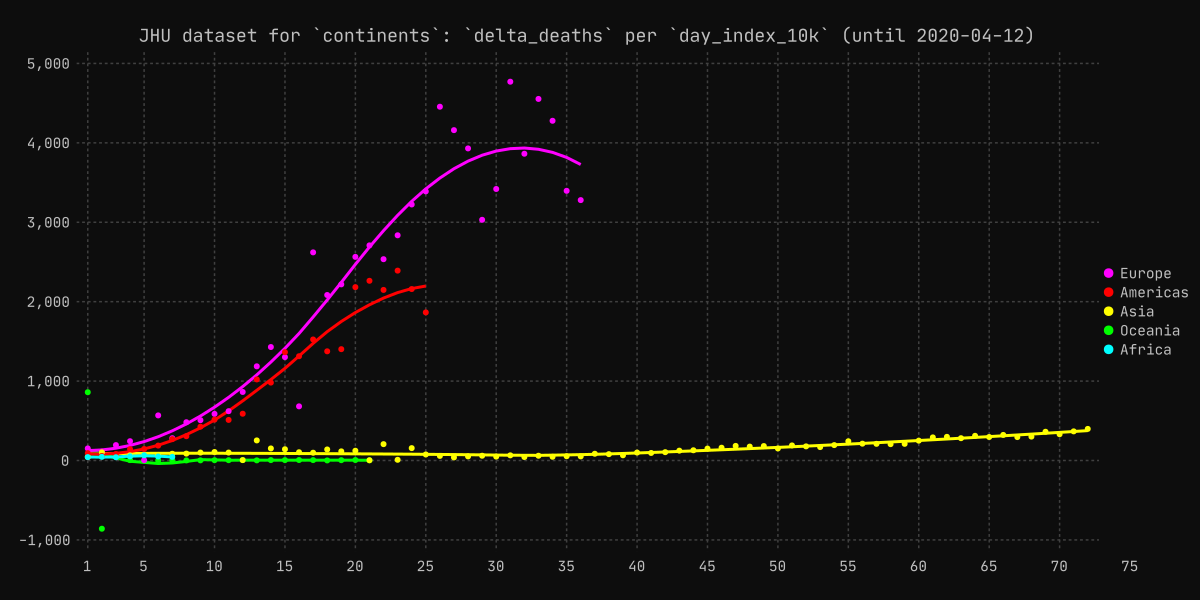 JHU dataset for `continents`: `delta_deaths` per `day_index_10k` (until 2020-04-12)
5,000
4,000
3,000
2,000
1,000
0
-1,000
1 5 10 15 20 25 30 35 40 45 50 55 60 65 70 75
Europe
Americas
Asia
Oceania
Africa